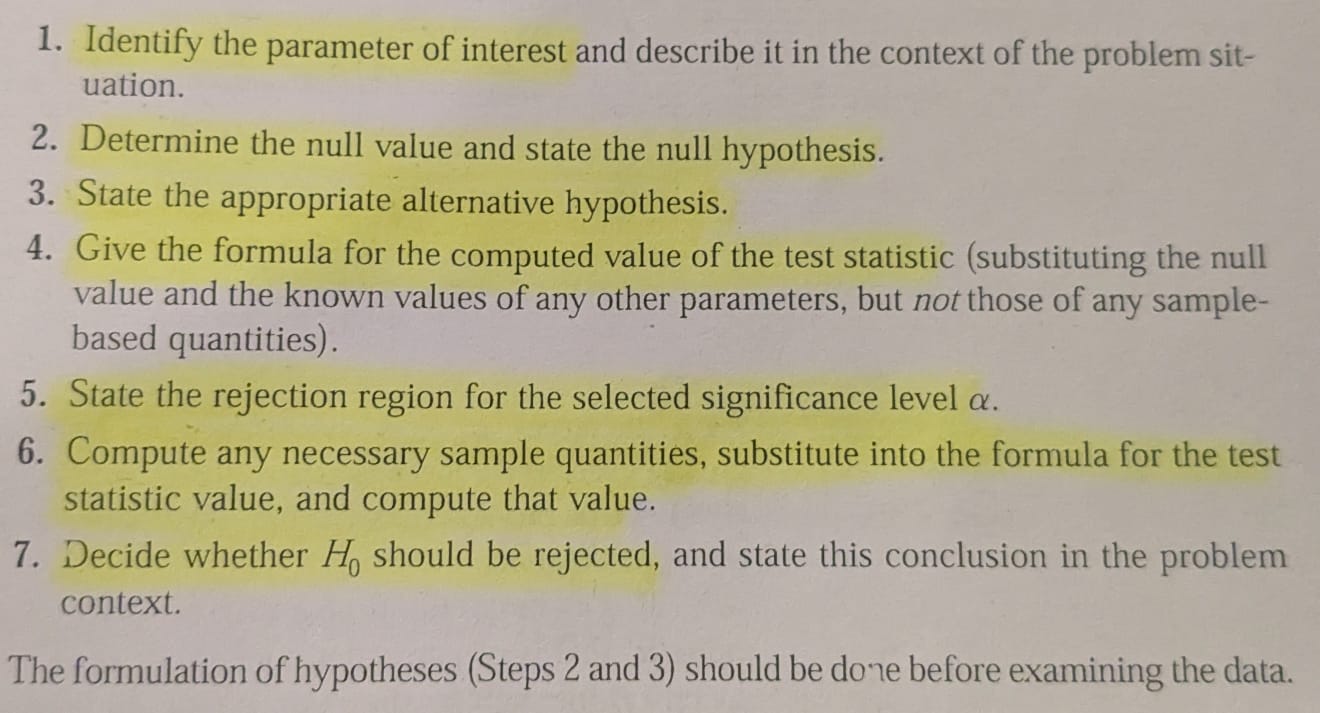 1. Identify the parameter of interest and describe it in the context of the problem sit-
uation.
2. Determine the null value and state the null hypothesis.
3. State the appropriate alternative hypothesis.
4. Give the formula for the computed value of the test statistic (substituting the null
value and the known values of any other parameters, but not those of any sample-
based quantities).
5. State the rejection region for the selected significance level α.
6. Compute any necessary sample quantities, substitute into the formula for the test
statistic value, and compute that value.
7. Decide whether H₀ should be rejected, and state this conclusion in the problem
context.
The formulation of hypotheses (Steps 2 and 3) should be done before examining the data.